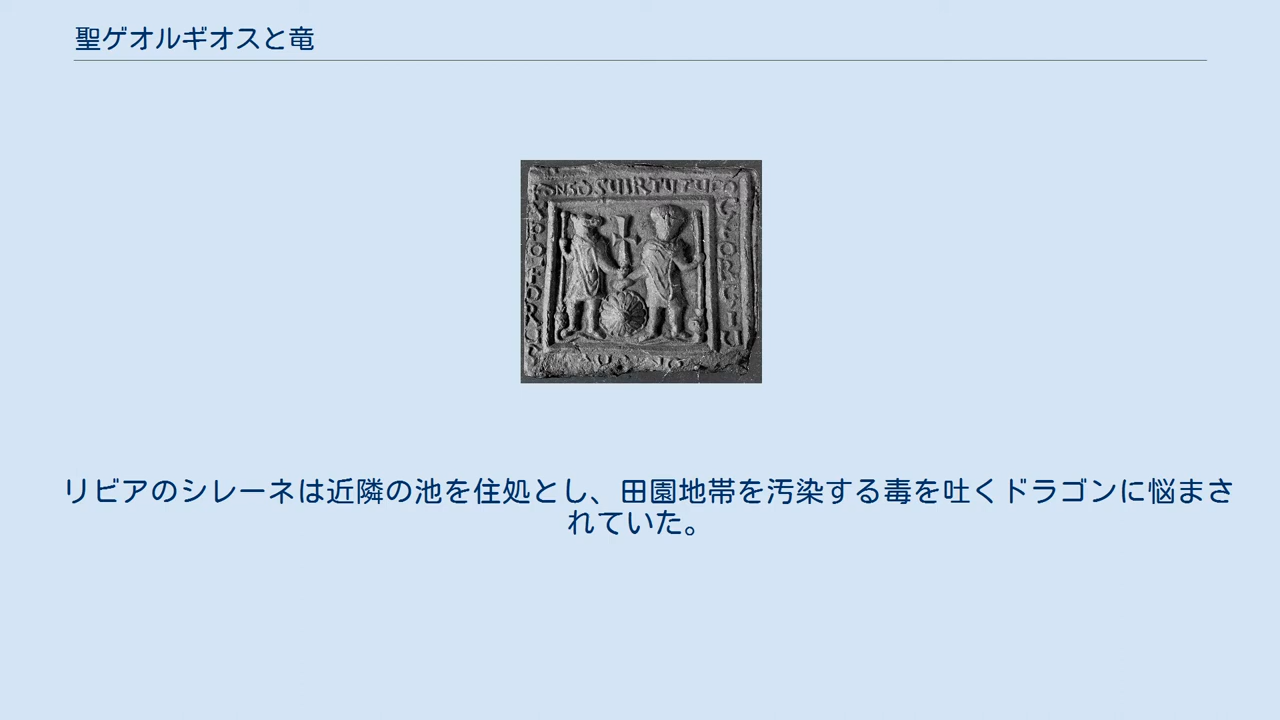 聖ゲオルギオスと竜
リビアのシレーネは近隣の池を住処とし、田園地帯を汚染する毒を吐くドラゴンに悩まさ
れていた。